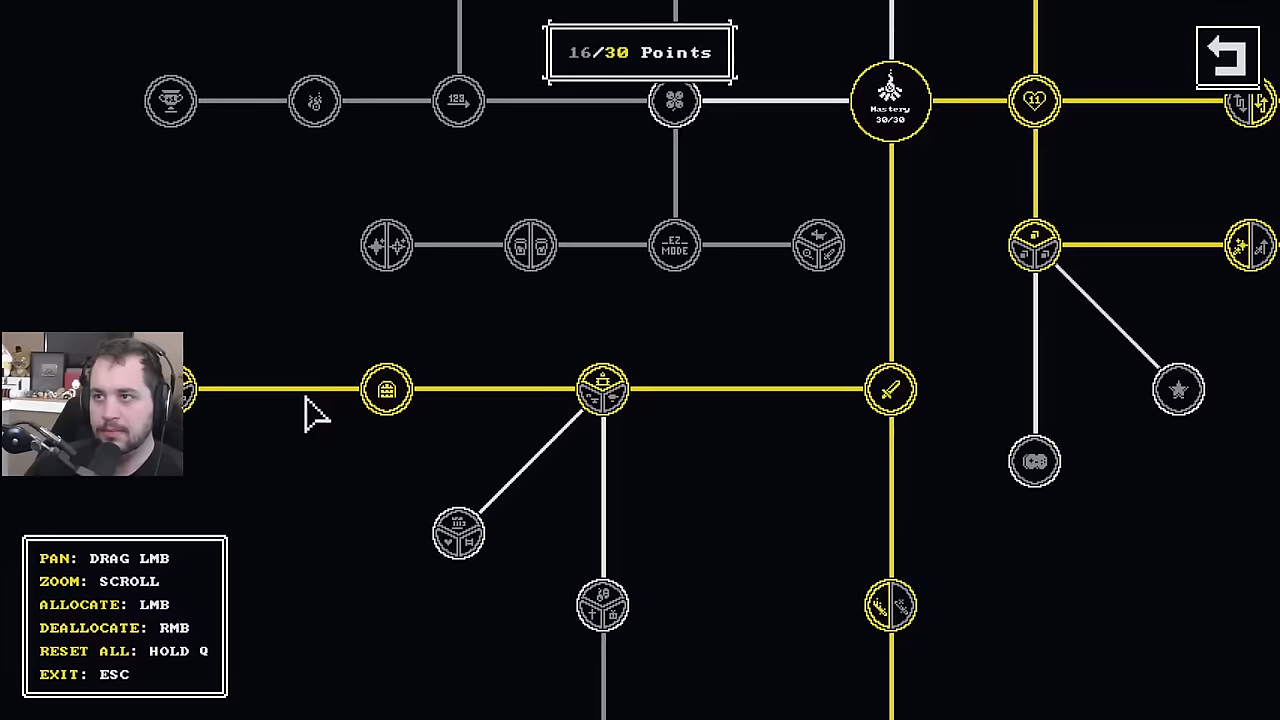 16/30 Points
123
Mastery
30/30
11
EZ
MODE
PAN: DRAG LMB
ZOOM: SCROLL
ALLOCATE: LMB
DEALLOCATE: RMB
RESET ALL: HOLD Q
EXIT: ESC